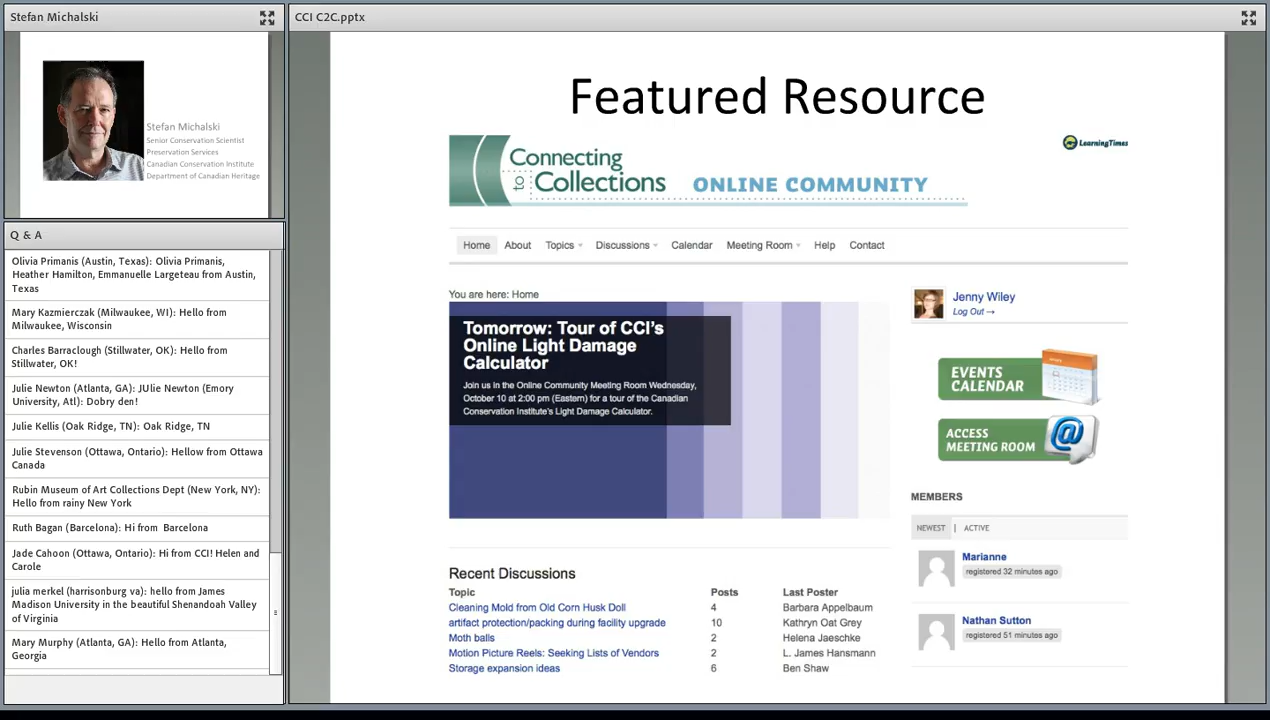 Stefan Michalski
CCI C2C.pptx
Stefan Michalski
Senior Conservation Scientist
Preservation Services
Canadian Conservation Institute
Department of Canadian Heritage
Q & A
Olivia Primanis (Austin, Texas): Olivia Primanis,
Heather Hamilton, Emmanuelle Largeteau from Austin,
Texas
Mary Kazmierczak (Milwaukee, WI): Hello from
Milwaukee, Wisconsin
Charles Barraclough (Stillwater, OK): Hello from
Stillwater, OK!
Julie Newton (Atlanta, GA): JUlie Newton (Emory
University, Atl): Dobry den!
Julie Kellis (Oak Ridge, TN): Oak Ridge, TN
Julie Stevenson (Ottawa, Ontario): Hellow from Ottawa
Canada
Rubin Museum of Art Collections Dept (New York, NY):
Hello from rainy New York
Ruth Bagan (Barcelona): Hi from Barcelona
Jade Cahoon (Ottawa, Ontario): Hi from CCI! Helen and
Carole
julia merkel (harrisonburg va): hello from James
Madison University in the beautiful Shenandoah Valley
of Virginia
Mary Murphy (Atlanta, GA): Hello from Atlanta,
Georgia
Featured Resource
Connecting
to Collections ONLINE COMMUNITY
LearningTimes
Home About Topics Discussions Calendar Meeting Room Help Contact
You are here: Home
Tomorrow: Tour of CCI's
Online Light Damage
Calculator
Join us in the Online Community Meeting Room Wednesday,
October 10 at 2:00 pm (Eastern) for a tour of the Canadian
Conservation Institute's Light Damage Calculator.
Jenny Wiley
Log Out →
EVENTS
CALENDAR
ACCESS
MEETING ROOM
@
MEMBERS
NEWEST | ACTIVE
Marianne
registered 32 minutes ago
Nathan Sutton
registered 51 minutes ago
Recent Discussions
Topic Posts Last Poster
Cleaning Mold from Old Corn Husk Doll 4 Barbara Appelbaum
artifact protection/packing during facility upgrade 10 Kathryn Oat Grey
Moth balls 2 Helena Jaeschke
Motion Picture Reels: Seeking Lists of Vendors 2 L. James Hansmann
Storage expansion ideas 6 Ben Shaw